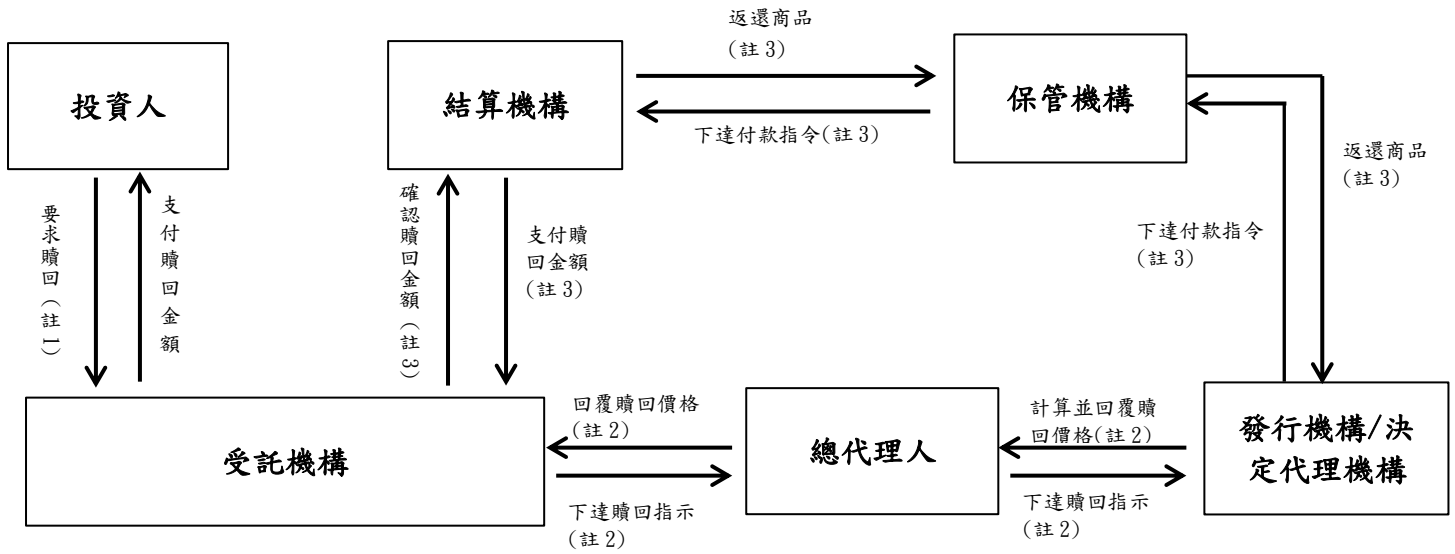 返還商品
(註 3)
投資人
結算機構
保管機構
下達付款指令(註 3)
返還商品
(註 3)
下達付款指令
(註 3)
要求贖回(註 1)
支付贖回金額
確認贖回金額(註 3)
支付贖
回金額
(註 3)
受託機構
回覆贖回價格
(註 2)
下達贖回指示
(註 2)
總代理人
計算並回覆贖
回價格(註 2)
下達贖回指示
(註 2)
發行機構/決
定代理機構